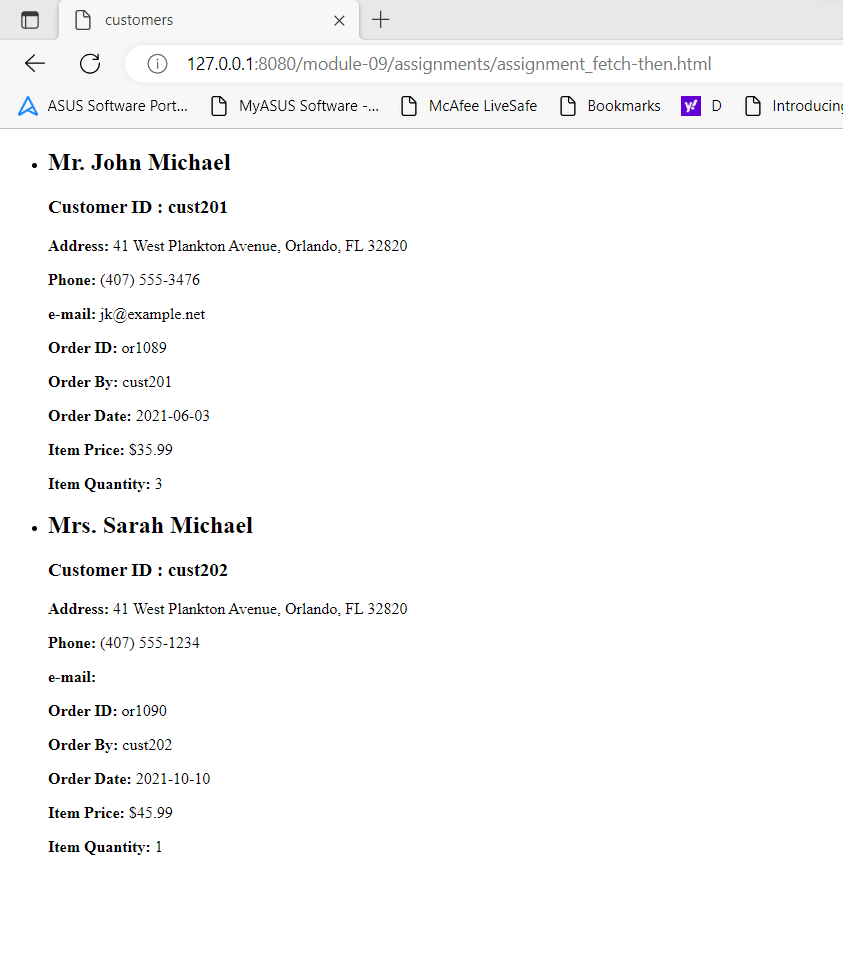 customers
127.0.0.1:8080/module-09/assignments/assignment_fetch-then.html
ASUS Software Port... MyASUS Software -... McAfee LiveSafe Bookmarks y! D Introducing
Mr. John Michael
Customer ID : cust201
Address: 41 West Plankton Avenue, Orlando, FL 32820
Phone: (407) 555-3476
e-mail: jk@example.net
Order ID: or1089
Order By: cust201
Order Date: 2021-06-03
Item Price: $35.99
Item Quantity: 3
Mrs. Sarah Michael
Customer ID : cust202
Address: 41 West Plankton Avenue, Orlando, FL 32820
Phone: (407) 555-1234
e-mail:
Order ID: or1090
Order By: cust202
Order Date: 2021-10-10
Item Price: $45.99
Item Quantity: 1